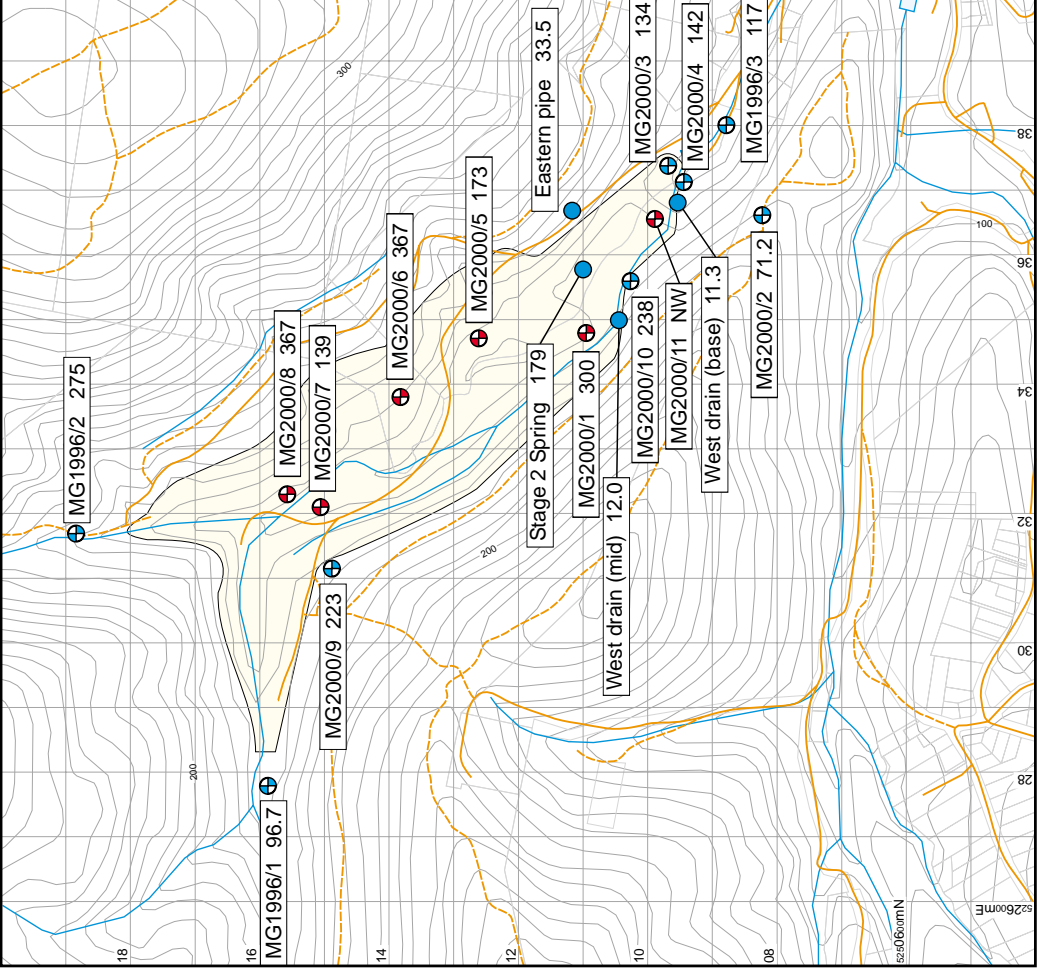 MG1996/2 275
MG2000/8 367
MG2000/7 139
MG2000/6 367
MG2000/5 173
Eastern pipe 33.5
MG2000/3 134
MG2000/4 142
MG1996/3 117
MG2000/2 71.2
West drain (base) 11.3
MG2000/11 NW
MG2000/10 238
MG2000/1 300
Stage 2 Spring 179
West drain (mid) 12.0
MG2000/9 223
MG1996/1 96.7
300
200
200
100
18
16
14
12
10
08
5250600mN
522600mE
28
30
32
34
36
38